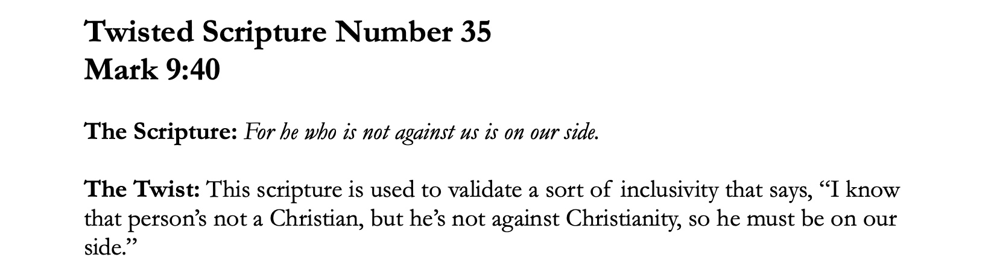 Twisted Scripture Number 35
Mark 9:40
The Scripture: For he who is not against us is on our side.
The Twist: This scripture is used to validate a sort of inclusivity that says, “I know
that person’s not a Christian, but he’s not against Christianity, so he must be on our
side.”